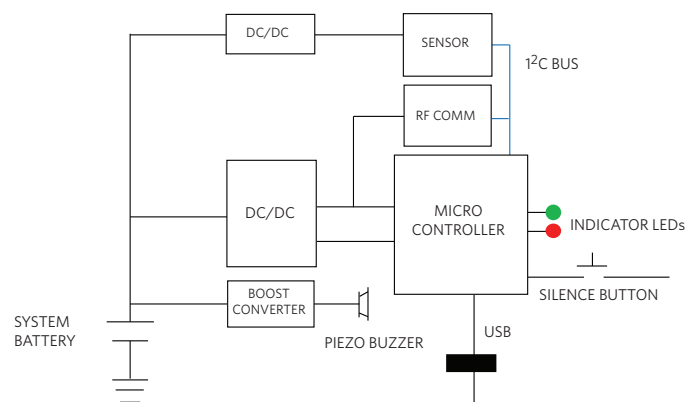 DC/DC
SENSOR
1²C BUS
RF COMM
DC/DC
MICRO
CONTROLLER
INDICATOR LEDs
BOOST
CONVERTER
SILENCE BUTTON
SYSTEM
BATTERY
PIEZO BUZZER
USB